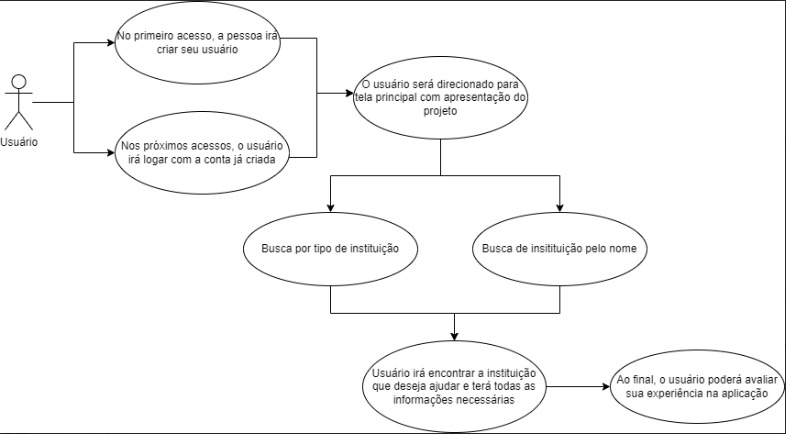 No primeiro acesso, a pessoa irá
criar seu usuário
Usuário
Nos próximos acessos, o usuário
irá logar com a conta já criada
O usuário será direcionado para
tela principal com apresentação do
projeto
Busca por tipo de instituição
Busca de insitituição pelo nome
Usuário irá encontrar a instituição
que deseja ajudar e terá todas as
informações necessárias
Ao final, o usuário poderá avaliar
sua experiência na aplicação